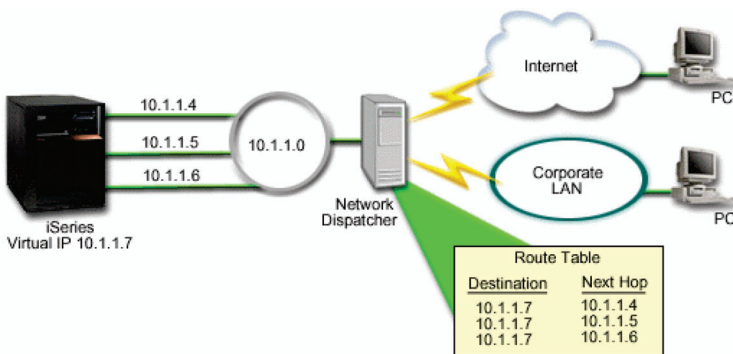 10.1.1.4
10.1.1.5
10.1.1.6
10.1.1.0
iSeries
Virtual IP 10.1.1.7
Network
Dispatcher
Internet
PC
Corporate
LAN
PC
Route Table
Destination Next Hop
10.1.1.7 10.1.1.4
10.1.1.7 10.1.1.5
10.1.1.7 10.1.1.6